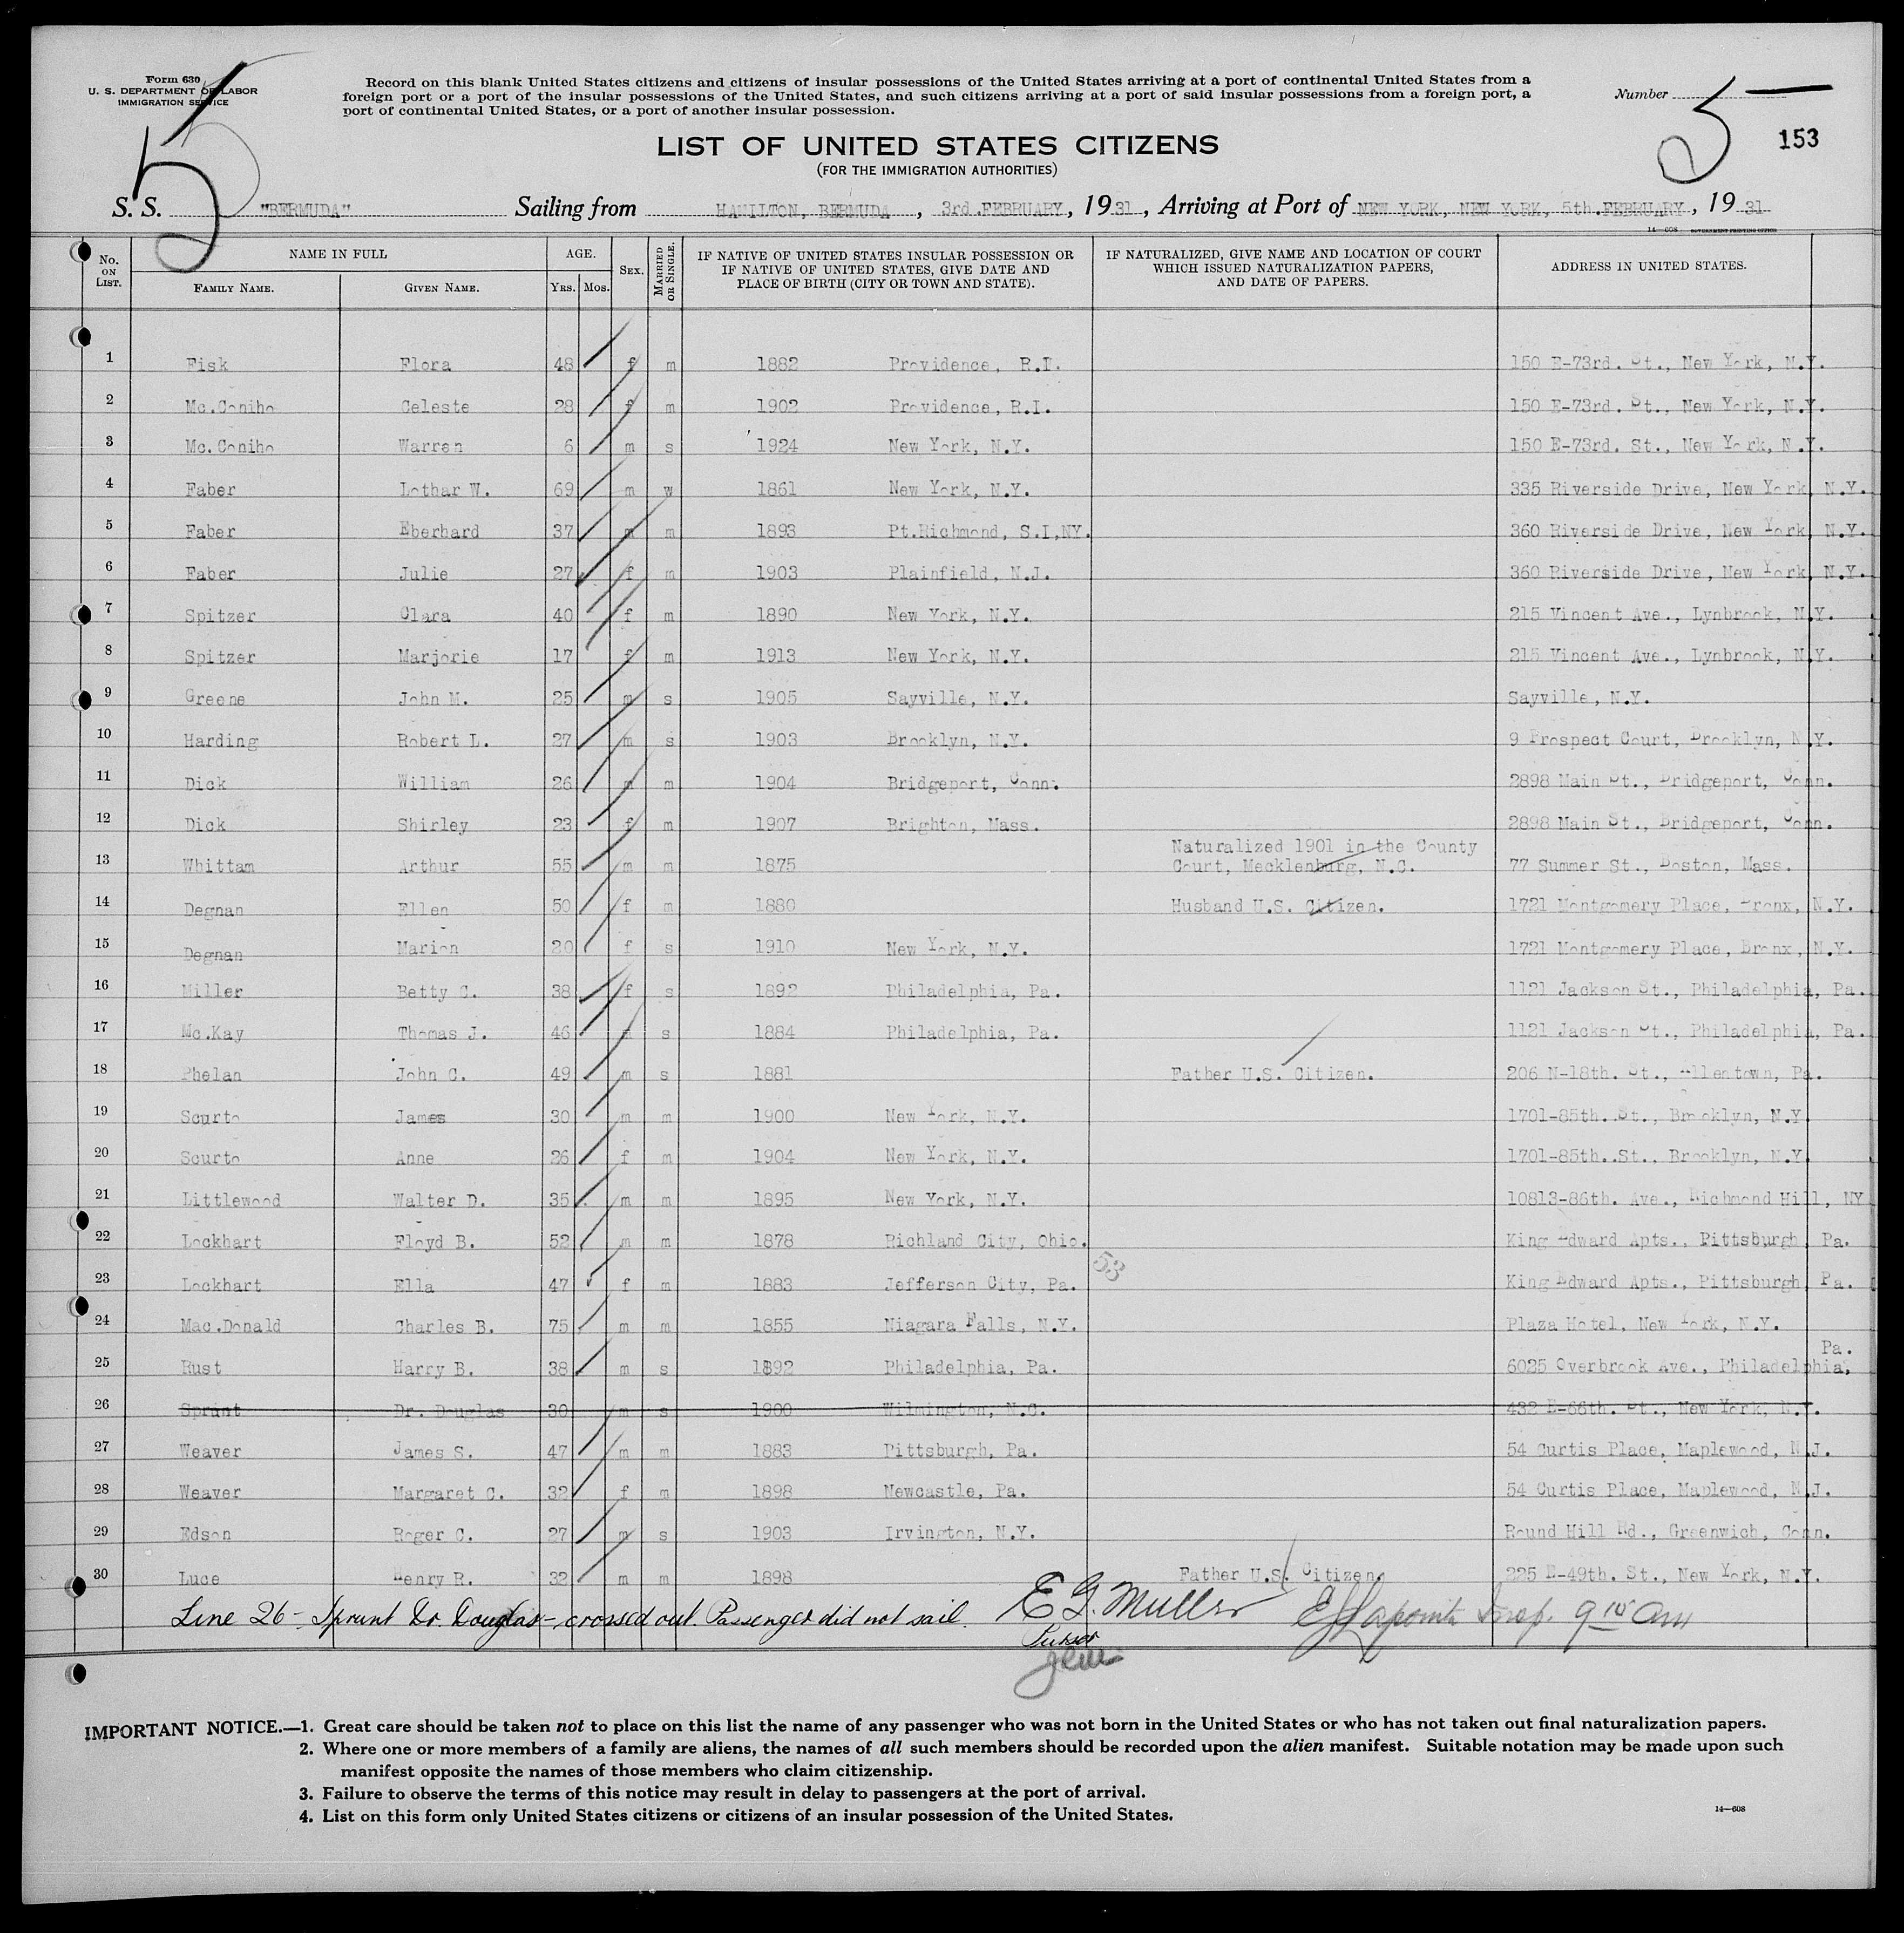 Form 630
U. S. DEPARTMENT OF LABOR
IMMIGRATION SERVICE
5
Record on this blank United States citizens and citizens of insular possessions of the United States arriving at a port of continental United States from a
foreign port or a port of the insular possessions of the United States, and such citizens arriving at a port of said insular possessions from a foreign port, a
port of continental United States, or a port of another insular possession.
Number 5
153
LIST OF UNITED STATES CITIZENS
(FOR THE IMMIGRATION AUTHORITIES)
S. S. "BERMUDA" Sailing from HAMILTON, BERMUDA, 3rd.FEBRUARY, 1931, Arriving at Port of NEW YORK, NEW YORK, 5th.FEBRUARY, 1931
14—608 GOVERNMENT PRINTING OFFICE
No. ON LIST. NAME IN FULL FAMILY NAME. GIVEN NAME. AGE. YRS. MOS. SEX. MARRIED OR SINGLE. IF NATIVE OF UNITED STATES INSULAR POSSESSION OR IF NATIVE OF UNITED STATES, GIVE DATE AND PLACE OF BIRTH (CITY OR TOWN AND STATE). IF NATURALIZED, GIVE NAME AND LOCATION OF COURT WHICH ISSUED NATURALIZATION PAPERS, AND DATE OF PAPERS. ADDRESS IN UNITED STATES.
1 Fisk Flora 48 f m 1882 Providence, R.I. 150 E-73rd. St., New York, N.Y.
2 Mc.Coniho Celeste 28 f m 1902 Providence, R.I. 150 E-73rd. St., New York, N.Y.
3 Mc.Coniho Warren 6 m s 1924 New York, N.Y. 150 E-73rd. St., New York, N.Y.
4 Faber Lothar W. 69 m w 1861 New York, N.Y. 335 Riverside Drive, New York, N.Y.
5 Faber Eberhard 37 m m 1893 Pt.Richmond, S.I,NY. 360 Riverside Drive, New York, N.Y.
6 Faber Julie 27 f m 1903 Plainfield, N.J. 360 Riverside Drive, New York, N.Y.
7 Spitzer Clara 40 f m 1890 New York, N.Y. 215 Vincent Ave., Lynbrook, N.Y.
8 Spitzer Marjorie 17 f m 1913 New York, N.Y. 215 Vincent Ave., Lynbrook, N.Y.
9 Greene John M. 25 m s 1905 Sayville, N.Y. Sayville, N.Y.
10 Harding Robert L. 27 m s 1903 Brooklyn, N.Y. 9 Prospect Court, Brooklyn, N.Y.
11 Dick William 26 m m 1904 Bridgeport, Conn. 2898 Main St., Bridgeport, Conn.
12 Dick Shirley 23 f m 1907 Brighton, Mass. 2898 Main St., Bridgeport, Conn.
13 Whittam Arthur 55 m m 1875 Naturalized 1901 in the County Court, Mecklenburg, N.C. 77 Summer St., Boston, Mass.
14 Degnan Ellen 50 f m 1880 Husband U.S. Citizen. 1721 Montgomery Place, Bronx, N.Y.
15 Degnan Marion 20 f s 1910 New York, N.Y. 1721 Montgomery Place, Bronx, N.Y.
16 Miller Betty C. 38 f s 1892 Philadelphia, Pa. 1121 Jackson St., Philadelphia, Pa.
17 Mc.Kay Thomas J. 46 m s 1884 Philadelphia, Pa. 1121 Jackson St., Philadelphia, Pa.
18 Phelan John C. 49 m s 1881 Father U.S. Citizen. 206 N-18th. St., Allentown, Pa.
19 Scurto James 30 m m 1900 New York, N.Y. 1701-85th. St., Brooklyn, N.Y.
20 Scurto Anne 26 f m 1904 New York, N.Y. 1701-85th. St., Brooklyn, N.Y.
21 Littlewood Walter D. 35 m m 1895 New York, N.Y. 10813-86th. Ave., Richmond Hill, NY
22 Lockhart Floyd B. 52 m m 1878 Richland City, Ohio. King Edward Apts., Pittsburgh, Pa.
23 Lockhart Ella 47 f m 1883 Jefferson City, Pa. 53 King Edward Apts., Pittsburgh, Pa.
24 Mac.Donald Charles B. 75 m m 1855 Niagara Falls, N.Y. Plaza Hotel, New York, N.Y.
25 Rust Harry B. 38 m s 1892 Philadelphia, Pa. 6025 Overbrook Ave., Philadelphia, Pa.
26 Sprunt Dr. Douglas 30 m s 1900 Wilmington, N.C. 432 E-66th. St., New York, N.Y.
27 Weaver James S. 47 m m 1883 Pittsburgh, Pa. 54 Curtis Place, Maplewood, N.J.
28 Weaver Margaret C. 32 f m 1898 Newcastle, Pa. 54 Curtis Place, Maplewood, N.J.
29 Edson Roger C. 27 m s 1903 Irvington, N.Y. Round Hill Rd., Greenwich, Conn.
30 Luce Henry R. 32 m m 1898 Father U.S. Citizen. 225 E-49th. St., New York, N.Y.
Line 26 - Sprunt Dr. Douglas - crossed out. Passenger did not sail. E G. Muller Insp. 9 10 am
Purser
IMPORTANT NOTICE.—1. Great care should be taken not to place on this list the name of any passenger who was not born in the United States or who has not taken out final naturalization papers.
2. Where one or more members of a family are aliens, the names of all such members should be recorded upon the alien manifest. Suitable notation may be made upon such
manifest opposite the names of those members who claim citizenship.
3. Failure to observe the terms of this notice may result in delay to passengers at the port of arrival.
4. List on this form only United States citizens or citizens of an insular possession of the United States.
14—608